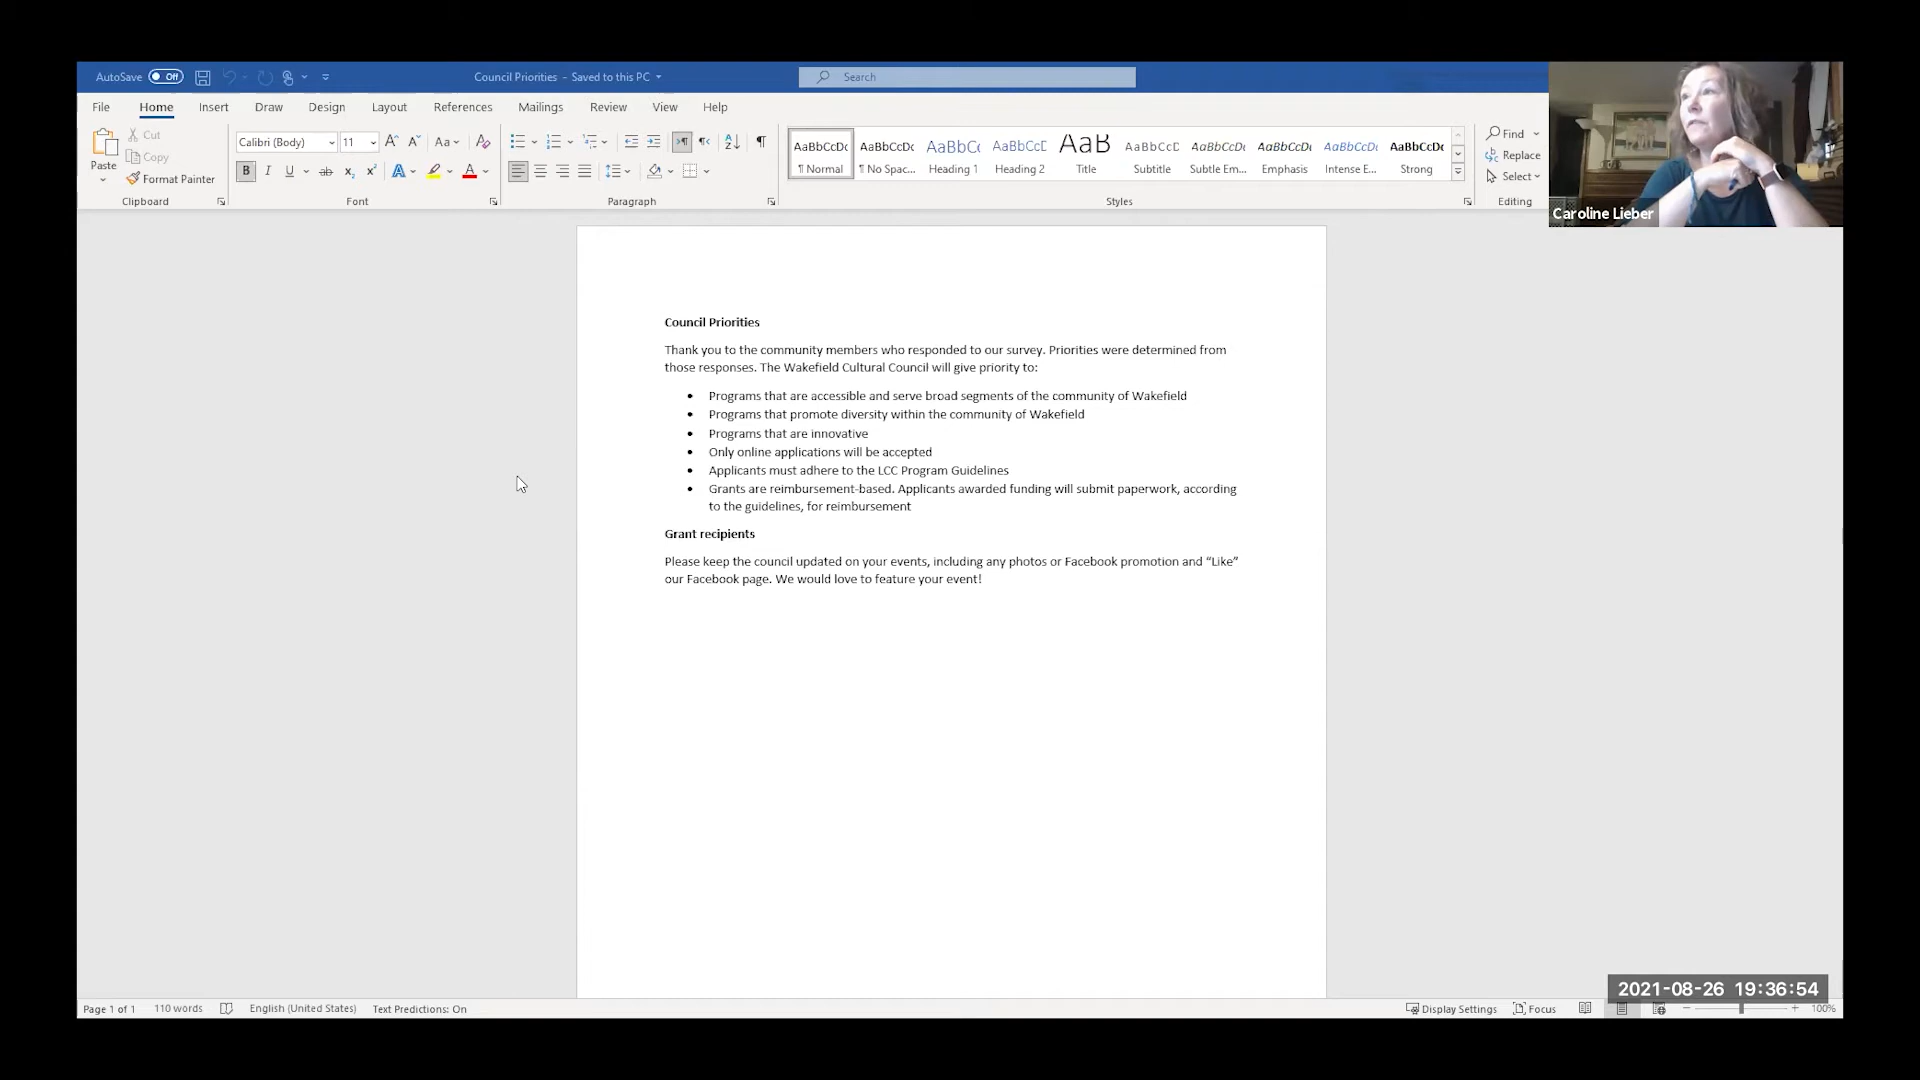 AutoSave Off
Council Priorities - Saved to this PC
Search
File Home Insert Draw Design Layout References Mailings Review View Help
Paste
Cut
Copy
Format Painter
Clipboard
Calibri (Body) 11
Font
Paragraph
AaBbCcDc AaBbCcDc AaBbCc AaBbCcD AaB AaBbCcD AaBbCcDc AaBbCcDc AaBbCcDc AaBbCcDc
¶ Normal ¶ No Spac... Heading 1 Heading 2 Title Subtitle Subtle Em... Emphasis Intense E... Strong
Styles
Find
Replace
Select
Editing
Caroline Lieber
Council Priorities
Thank you to the community members who responded to our survey. Priorities were determined from
those responses. The Wakefield Cultural Council will give priority to:
• Programs that are accessible and serve broad segments of the community of Wakefield
• Programs that promote diversity within the community of Wakefield
• Programs that are innovative
• Only online applications will be accepted
• Applicants must adhere to the LCC Program Guidelines
• Grants are reimbursement-based. Applicants awarded funding will submit paperwork, according
to the guidelines, for reimbursement
Grant recipients
Please keep the council updated on your events, including any photos or Facebook promotion and “Like”
our Facebook page. We would love to feature your event!
2021-08-26 19:36:54
Page 1 of 1 110 words English (United States) Text Predictions: On
Display Settings Focus 100%